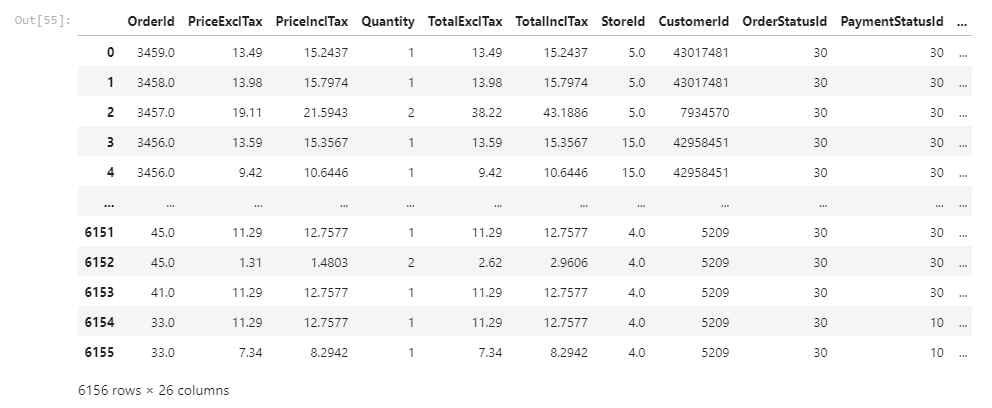 Out[55]:
OrderId PriceExclTax PriceInclTax Quantity TotalExclTax TotalInclTax StoreId CustomerId OrderStatusId PaymentStatusId ...
0 3459.0 13.49 15.2437 1 13.49 15.2437 5.0 43017481 30 30 ...
1 3458.0 13.98 15.7974 1 13.98 15.7974 5.0 43017481 30 30 ...
2 3457.0 19.11 21.5943 2 38.22 43.1886 5.0 7934570 30 30 ...
3 3456.0 13.59 15.3567 1 13.59 15.3567 15.0 42958451 30 30 ...
4 3456.0 9.42 10.6446 1 9.42 10.6446 15.0 42958451 30 30 ...
... ... ... ... ... ... ... ... ... ... ... ...
6151 45.0 11.29 12.7577 1 11.29 12.7577 4.0 5209 30 30 ...
6152 45.0 1.31 1.4803 2 2.62 2.9606 4.0 5209 30 30 ...
6153 41.0 11.29 12.7577 1 11.29 12.7577 4.0 5209 30 30 ...
6154 33.0 11.29 12.7577 1 11.29 12.7577 4.0 5209 30 10 ...
6155 33.0 7.34 8.2942 1 7.34 8.2942 4.0 5209 30 10 ...
6156 rows × 26 columns